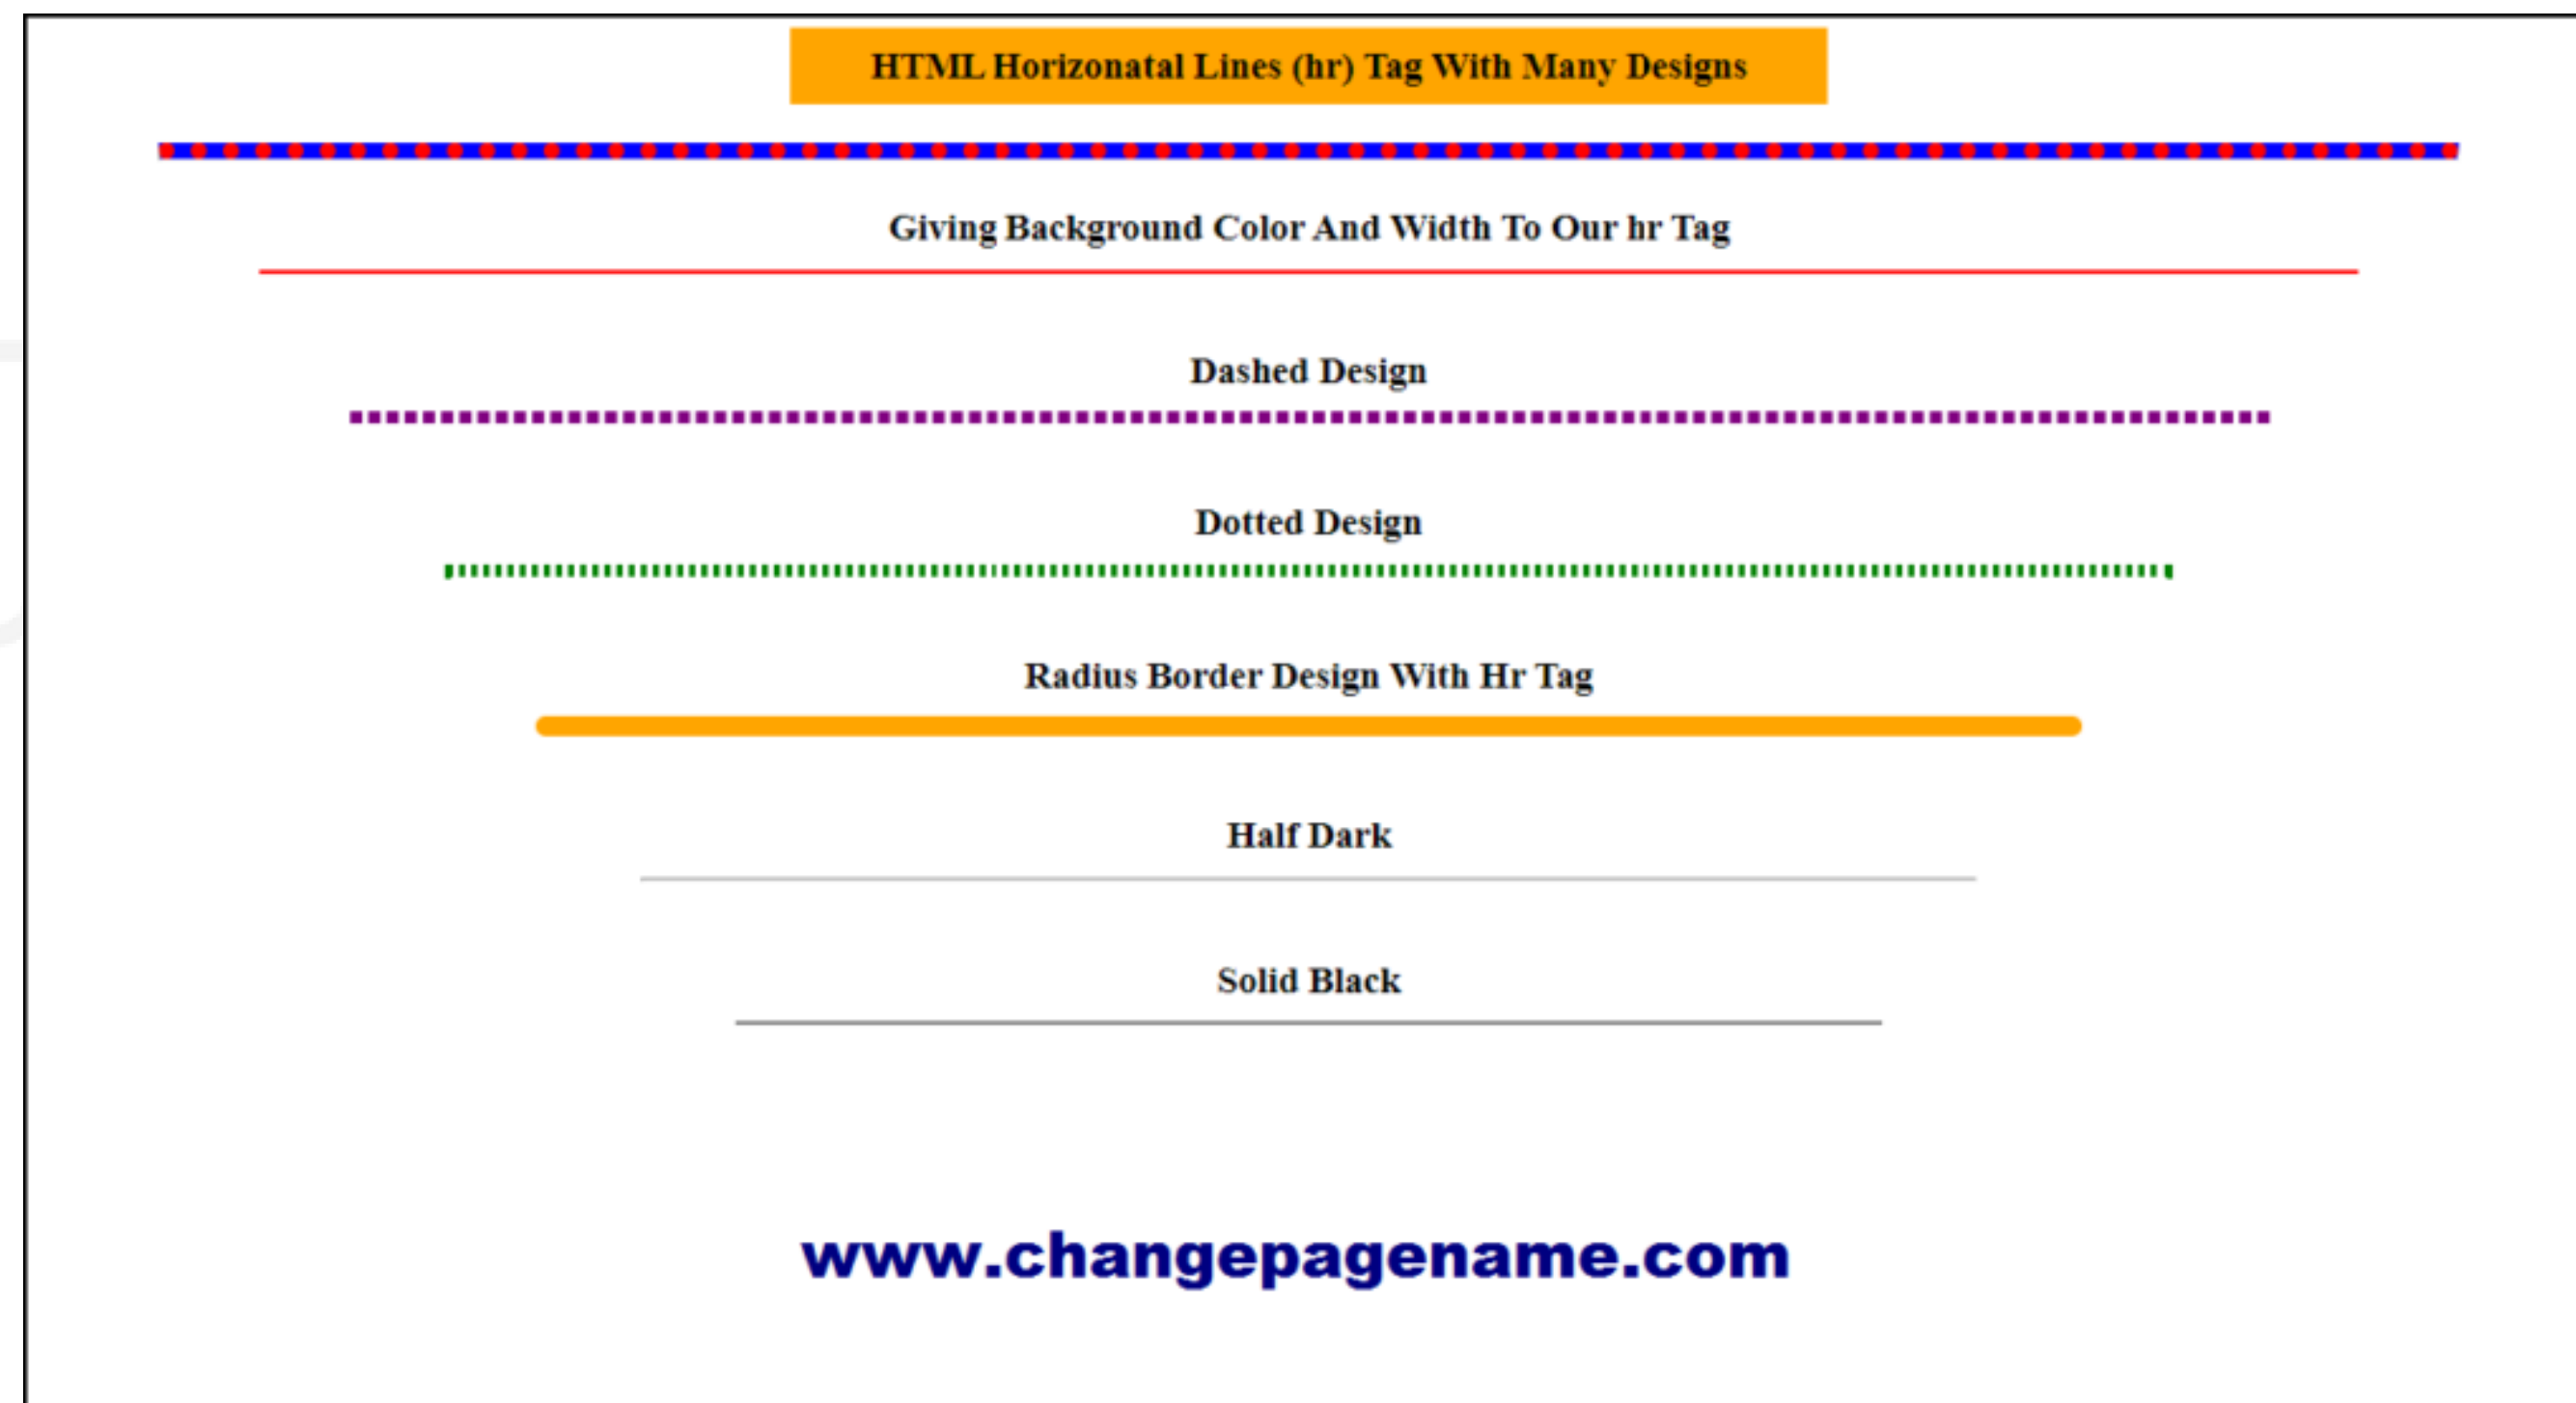 HTML Horizonatal Lines (hr) Tag With Many Designs
Giving Background Color And Width To Our hr Tag
Dashed Design
Dotted Design
Radius Border Design With Hr Tag
Half Dark
Solid Black
www.changepagename.com